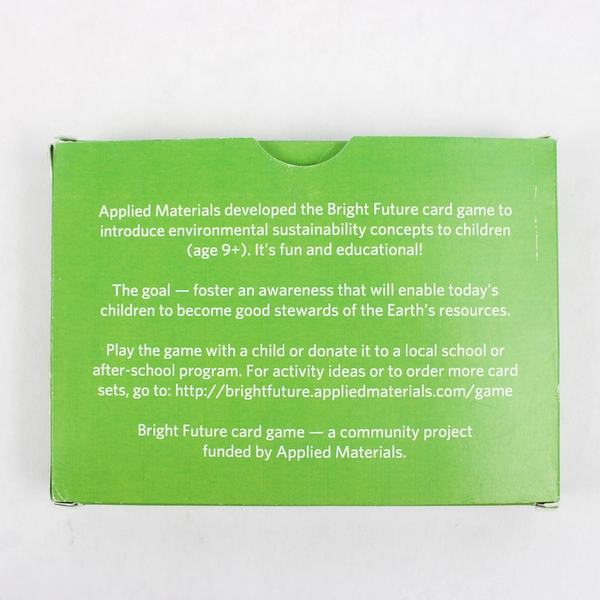 Applied Materials developed the Bright Future card game to
introduce environmental sustainability concepts to children
(age 9+). It's fun and educational!
The goal — foster an awareness that will enable today's
children to become good stewards of the Earth's resources.
Play the game with a child or donate it to a local school or
after-school program. For activity ideas or to order more card
sets, go to: http://brightfuture.appliedmaterials.com/game
Bright Future card game — a community project
funded by Applied Materials.